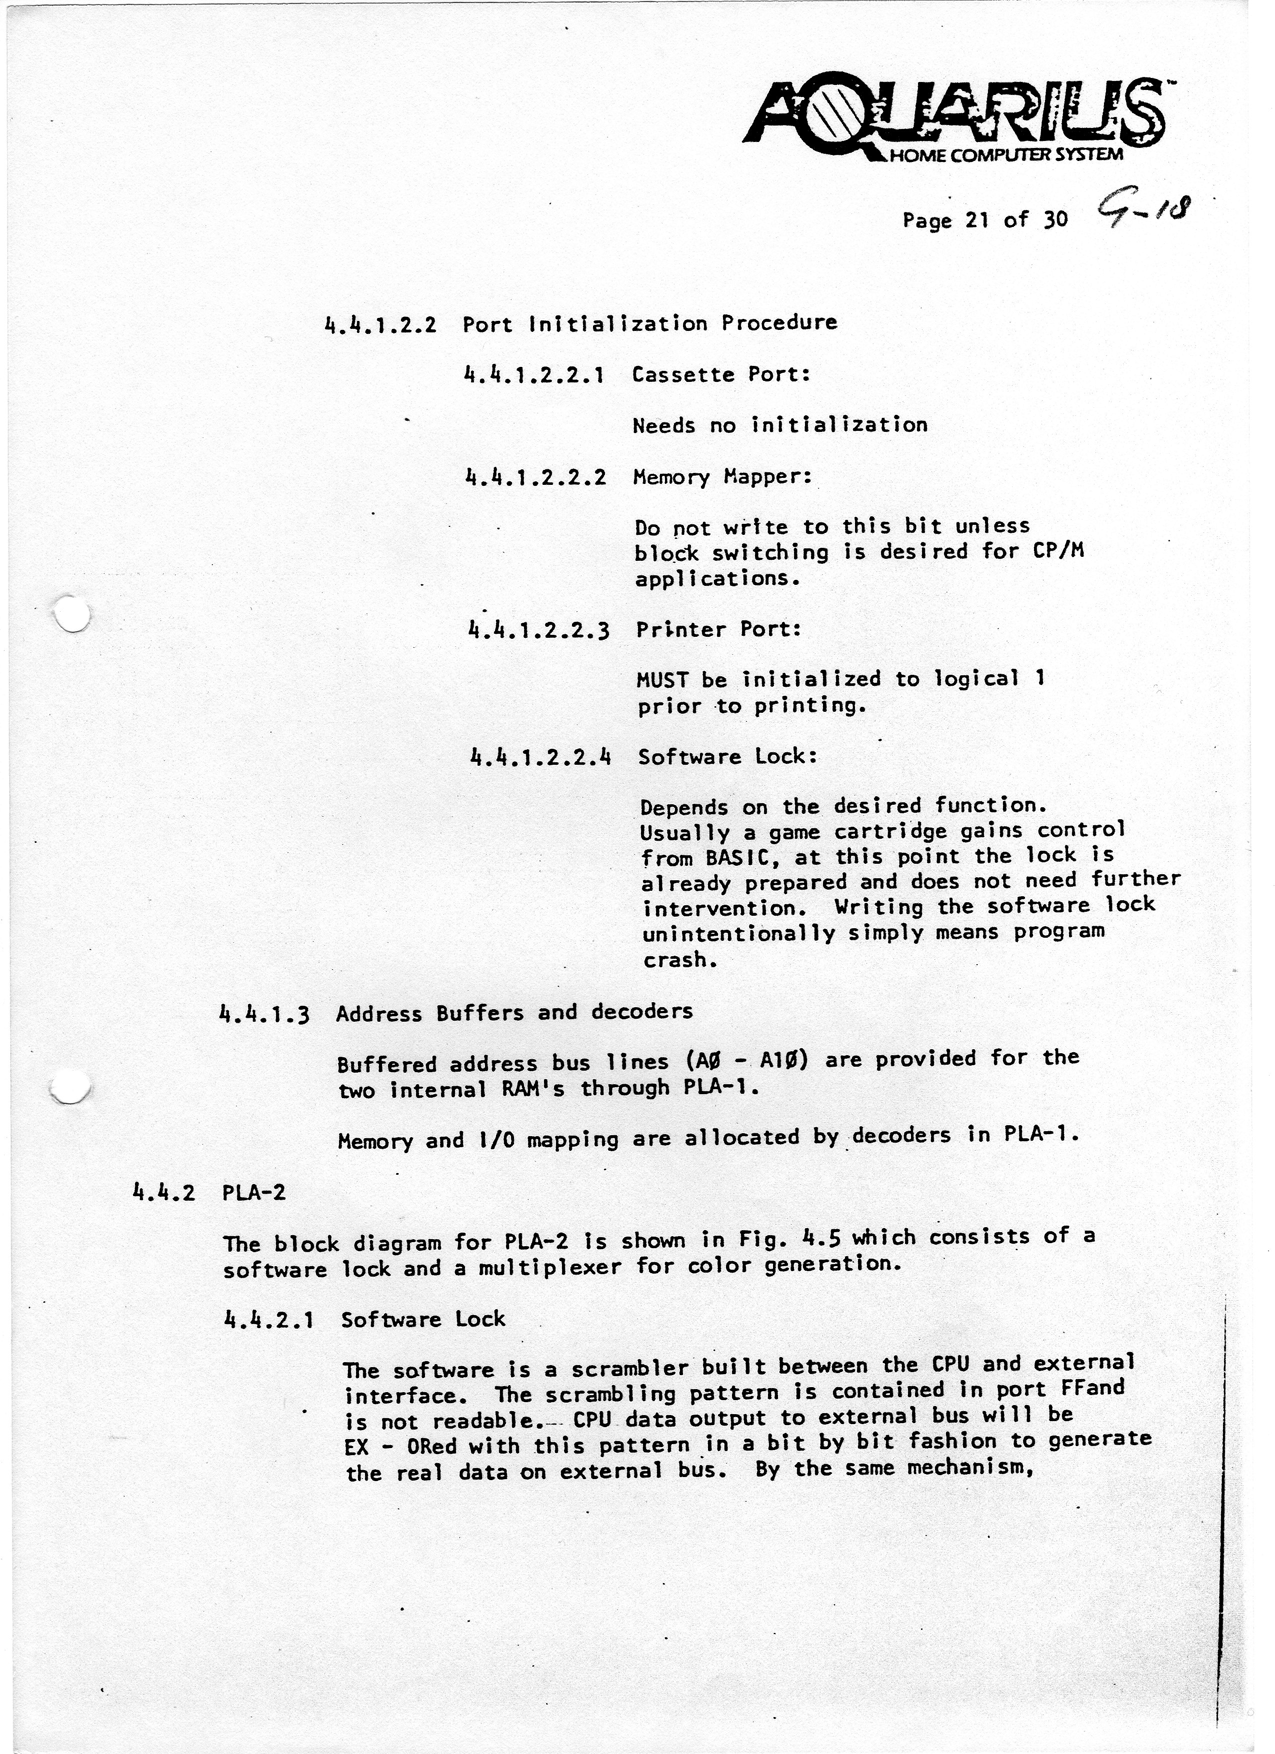 AQUARIUS™
HOME COMPUTER SYSTEM
Page 21 of 30 G-18
4.4.1.2.2 Port Initialization Procedure
4.4.1.2.2.1 Cassette Port:
Needs no initialization
4.4.1.2.2.2 Memory Mapper:
Do not write to this bit unless
block switching is desired for CP/M
applications.
4.4.1.2.2.3 Printer Port:
MUST be initialized to logical 1
prior to printing.
4.4.1.2.2.4 Software Lock:
Depends on the desired function.
Usually a game cartridge gains control
from BASIC, at this point the lock is
already prepared and does not need further
intervention. Writing the software lock
unintentionally simply means program
crash.
4.4.1.3 Address Buffers and decoders
Buffered address bus lines (AØ - A1Ø) are provided for the
two internal RAM's through PLA-1.
Memory and I/O mapping are allocated by decoders in PLA-1.
4.4.2 PLA-2
The block diagram for PLA-2 is shown in Fig. 4.5 which consists of a
software lock and a multiplexer for color generation.
4.4.2.1 Software Lock
The software is a scrambler built between the CPU and external
interface. The scrambling pattern is contained in port FFand
is not readable. CPU data output to external bus will be
EX - ORed with this pattern in a bit by bit fashion to generate
the real data on external bus. By the same mechanism,